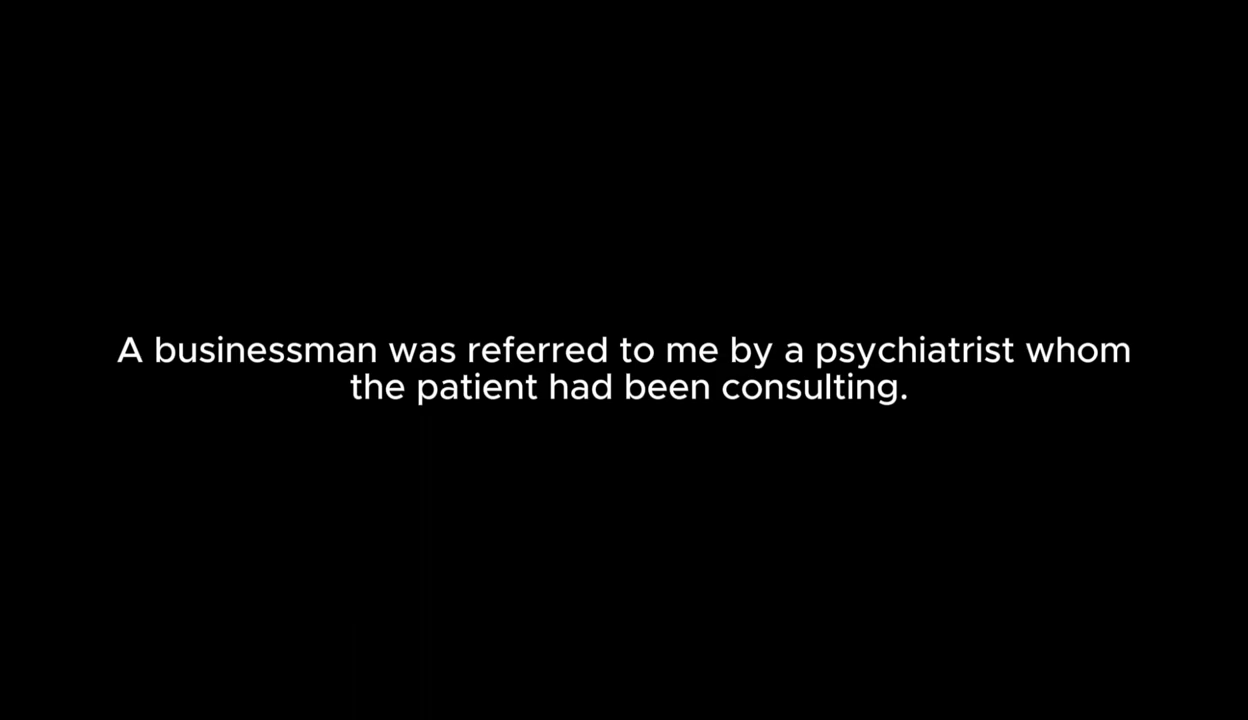 A businessman was referred to me by a psychiatrist whom
the patient had been consulting.